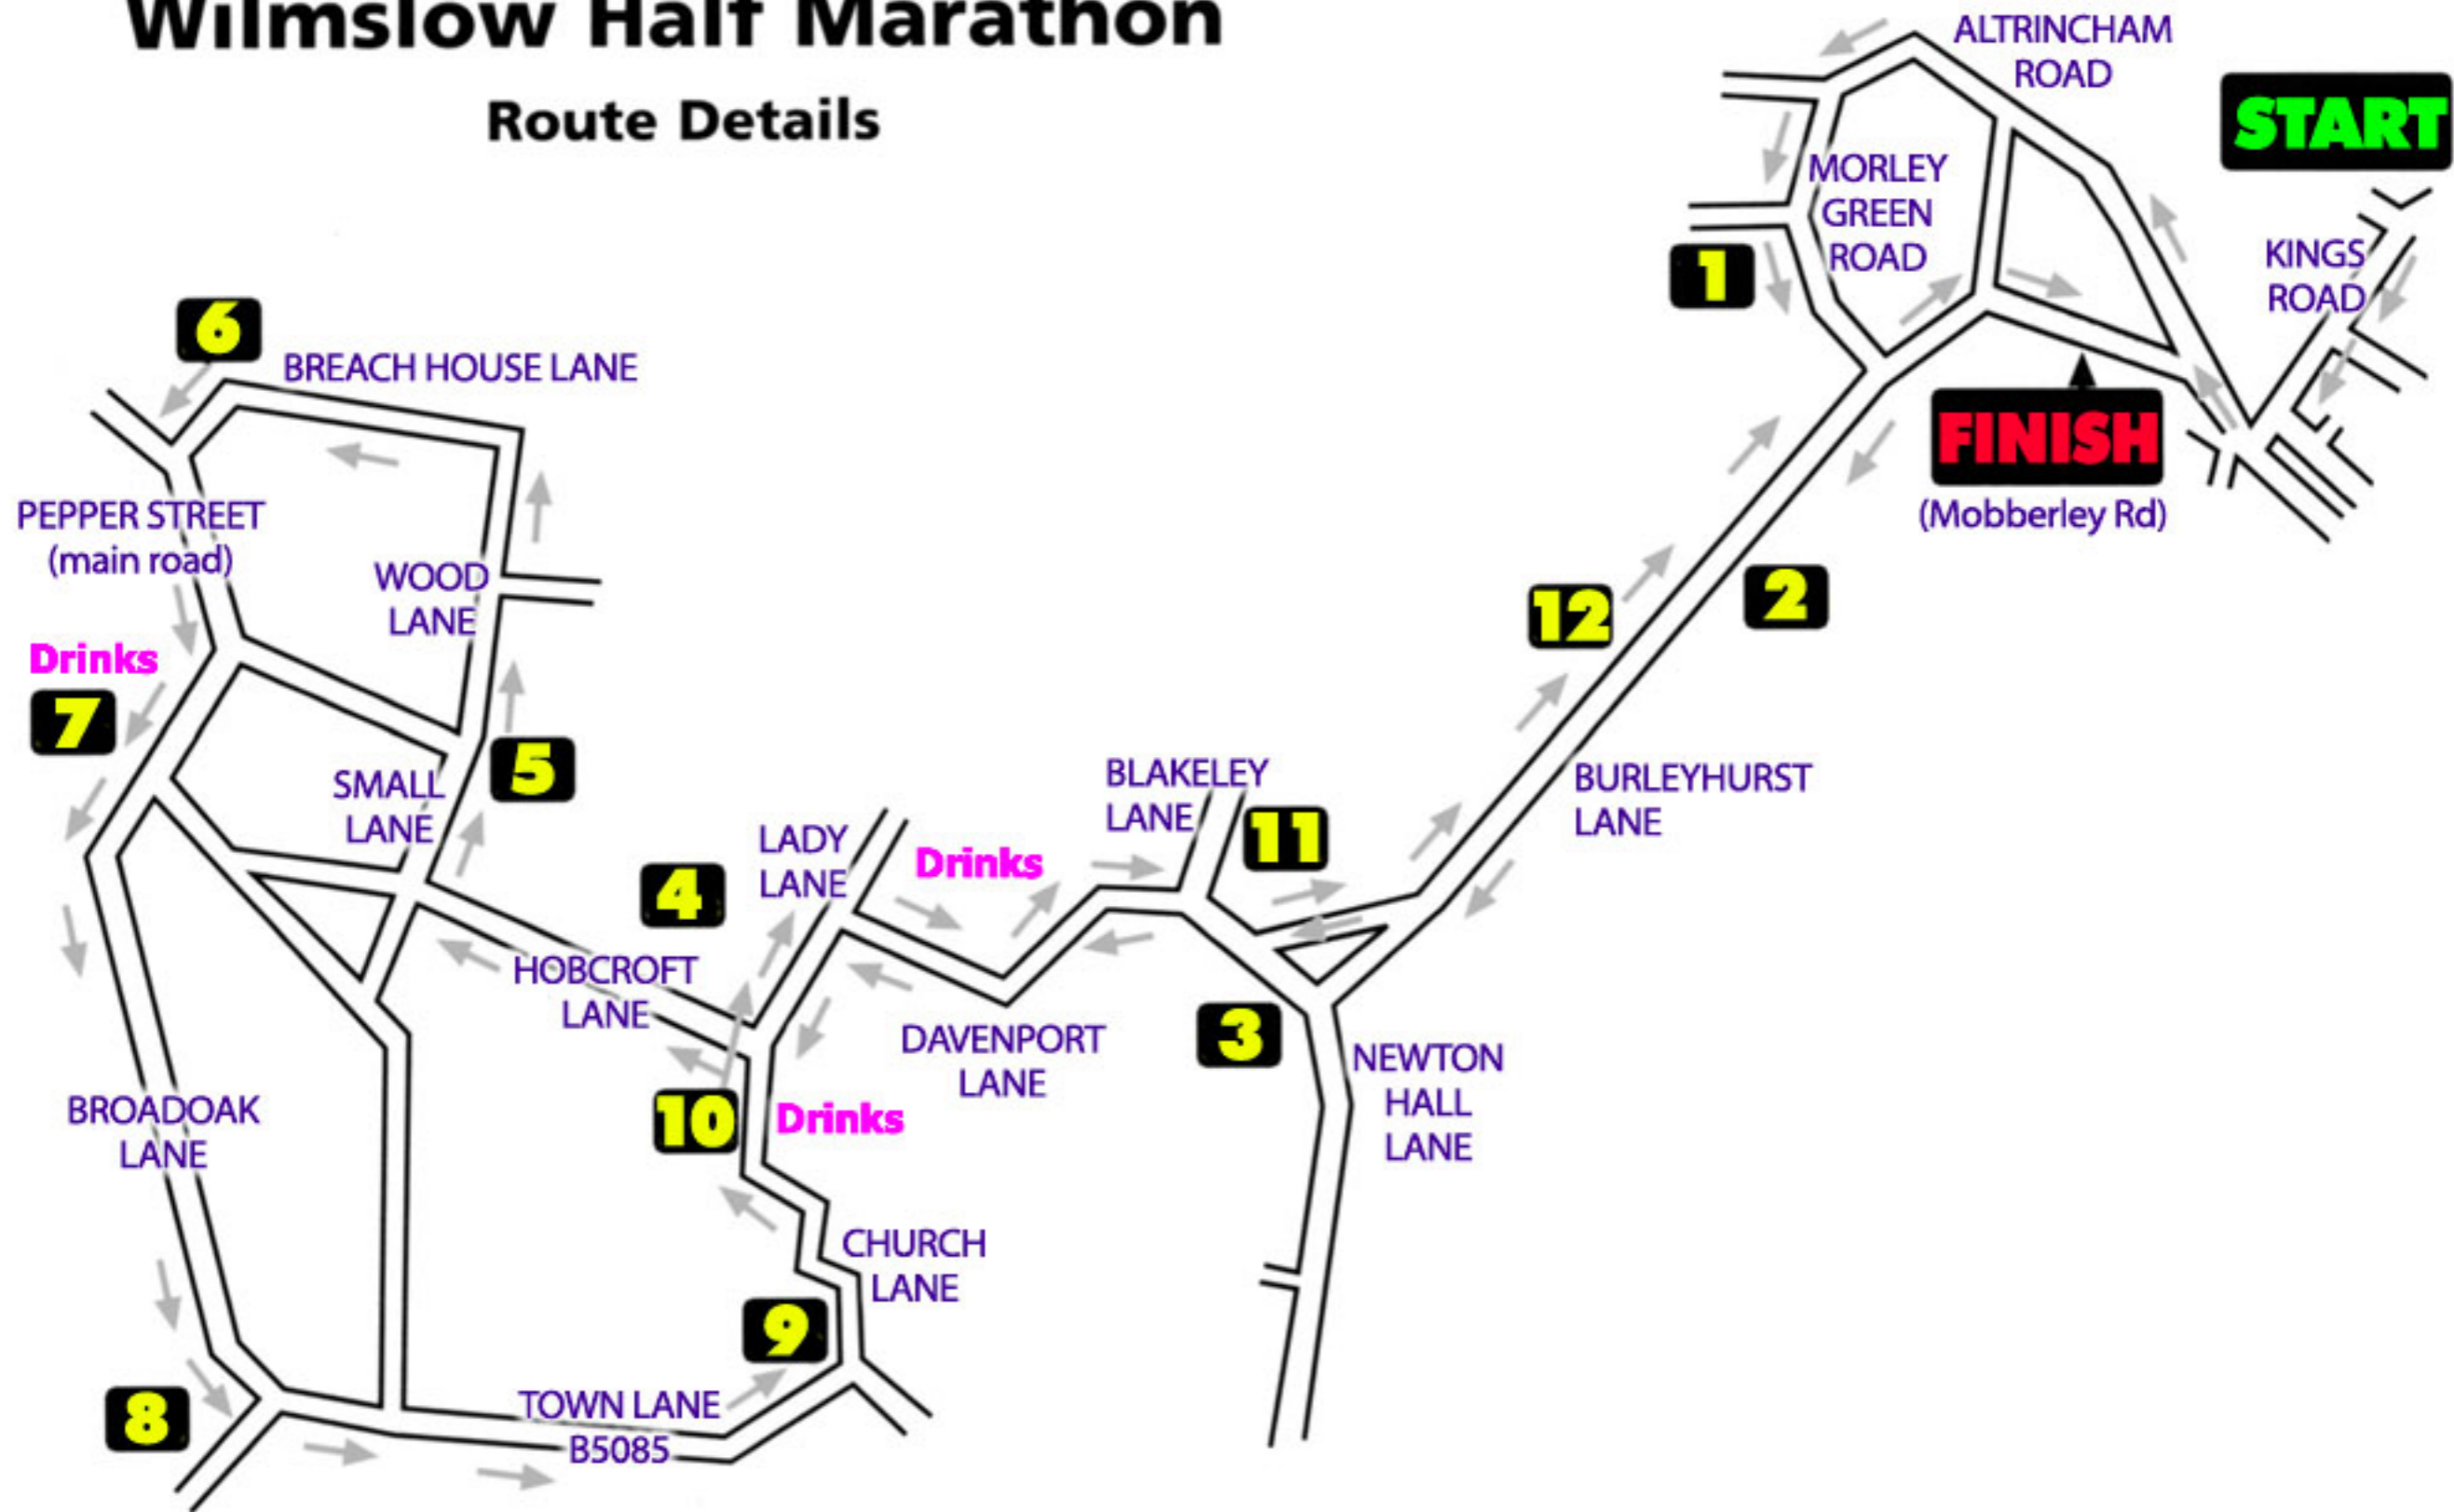 Wilmslow Half Marathon
Route Details
ALTRINCHAM
ROAD
START
MORLEY
GREEN
ROAD
KINGS
ROAD
1
6
BREACH HOUSE LANE
FINISH
(Mobberley Rd)
PEPPER STREET
(main road)
WOOD
LANE
12
2
Drinks
7
5
SMALL
LANE
BLAKELEY
LANE
BURLEYHURST
LANE
11
LADY
LANE
Drinks
4
HOBCROFT
LANE
DAVENPORT
LANE
3
NEWTON
HALL
LANE
BROADOAK
LANE
10
Drinks
CHURCH
LANE
9
8
TOWN LANE
B5085